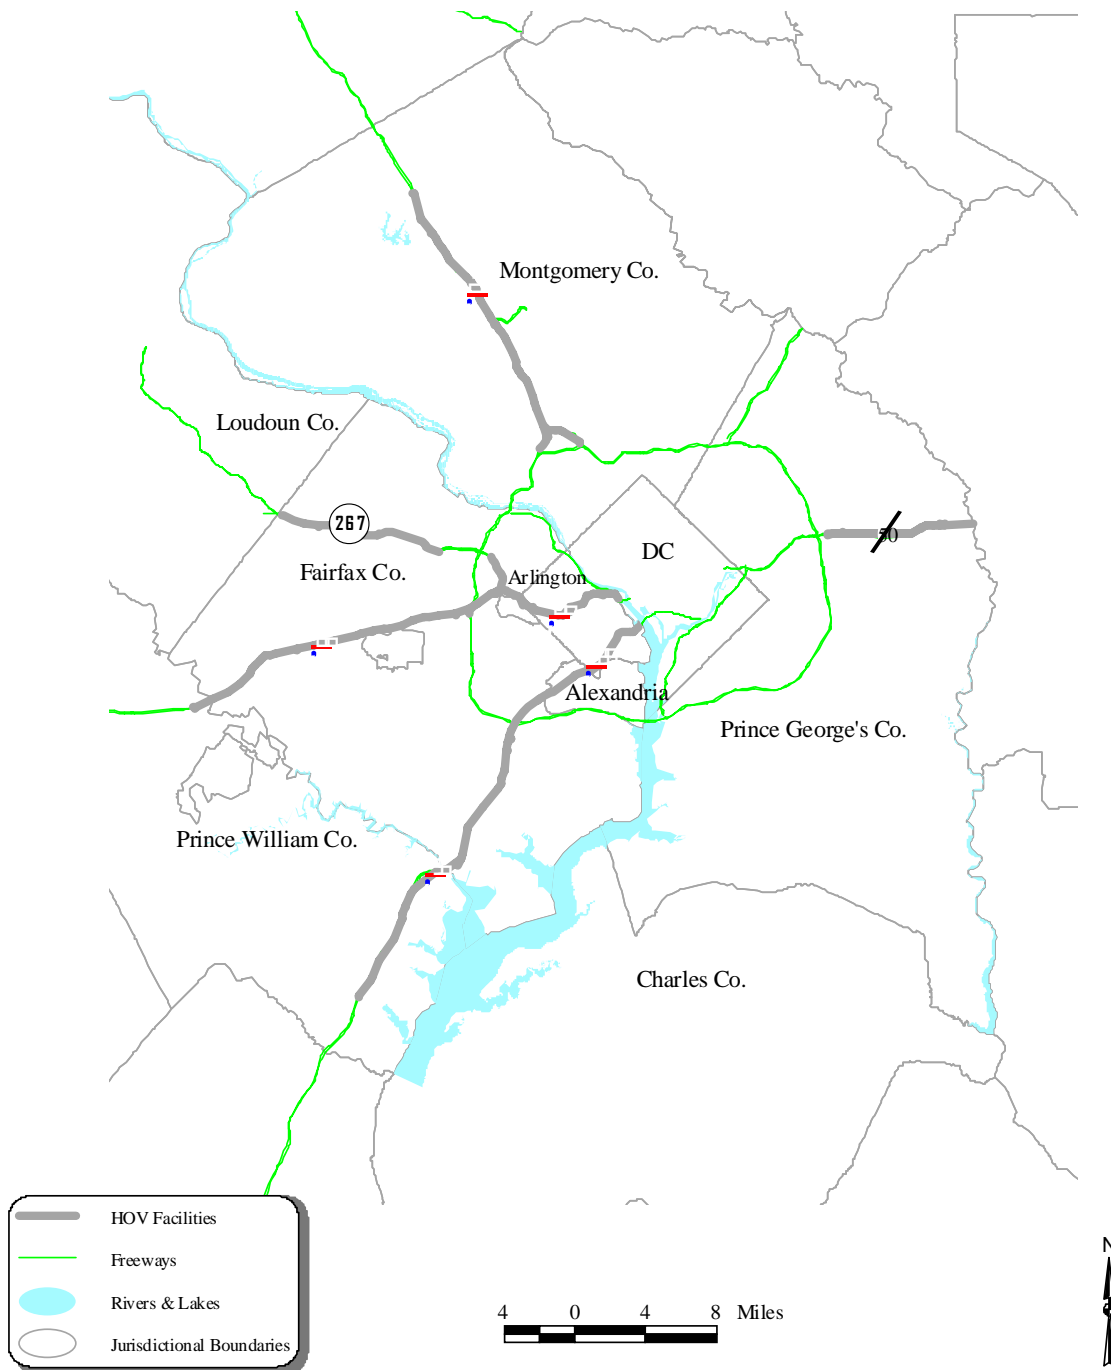 Montgomery Co.
Loudoun Co.
267
50
DC
Fairfax Co.
Arlington
Alexandria
Prince George's Co.
Prince William Co.
Charles Co.
HOV Facilities
Freeways
Rivers & Lakes
Jurisdictional Boundaries
4 0 4 8 Miles
N